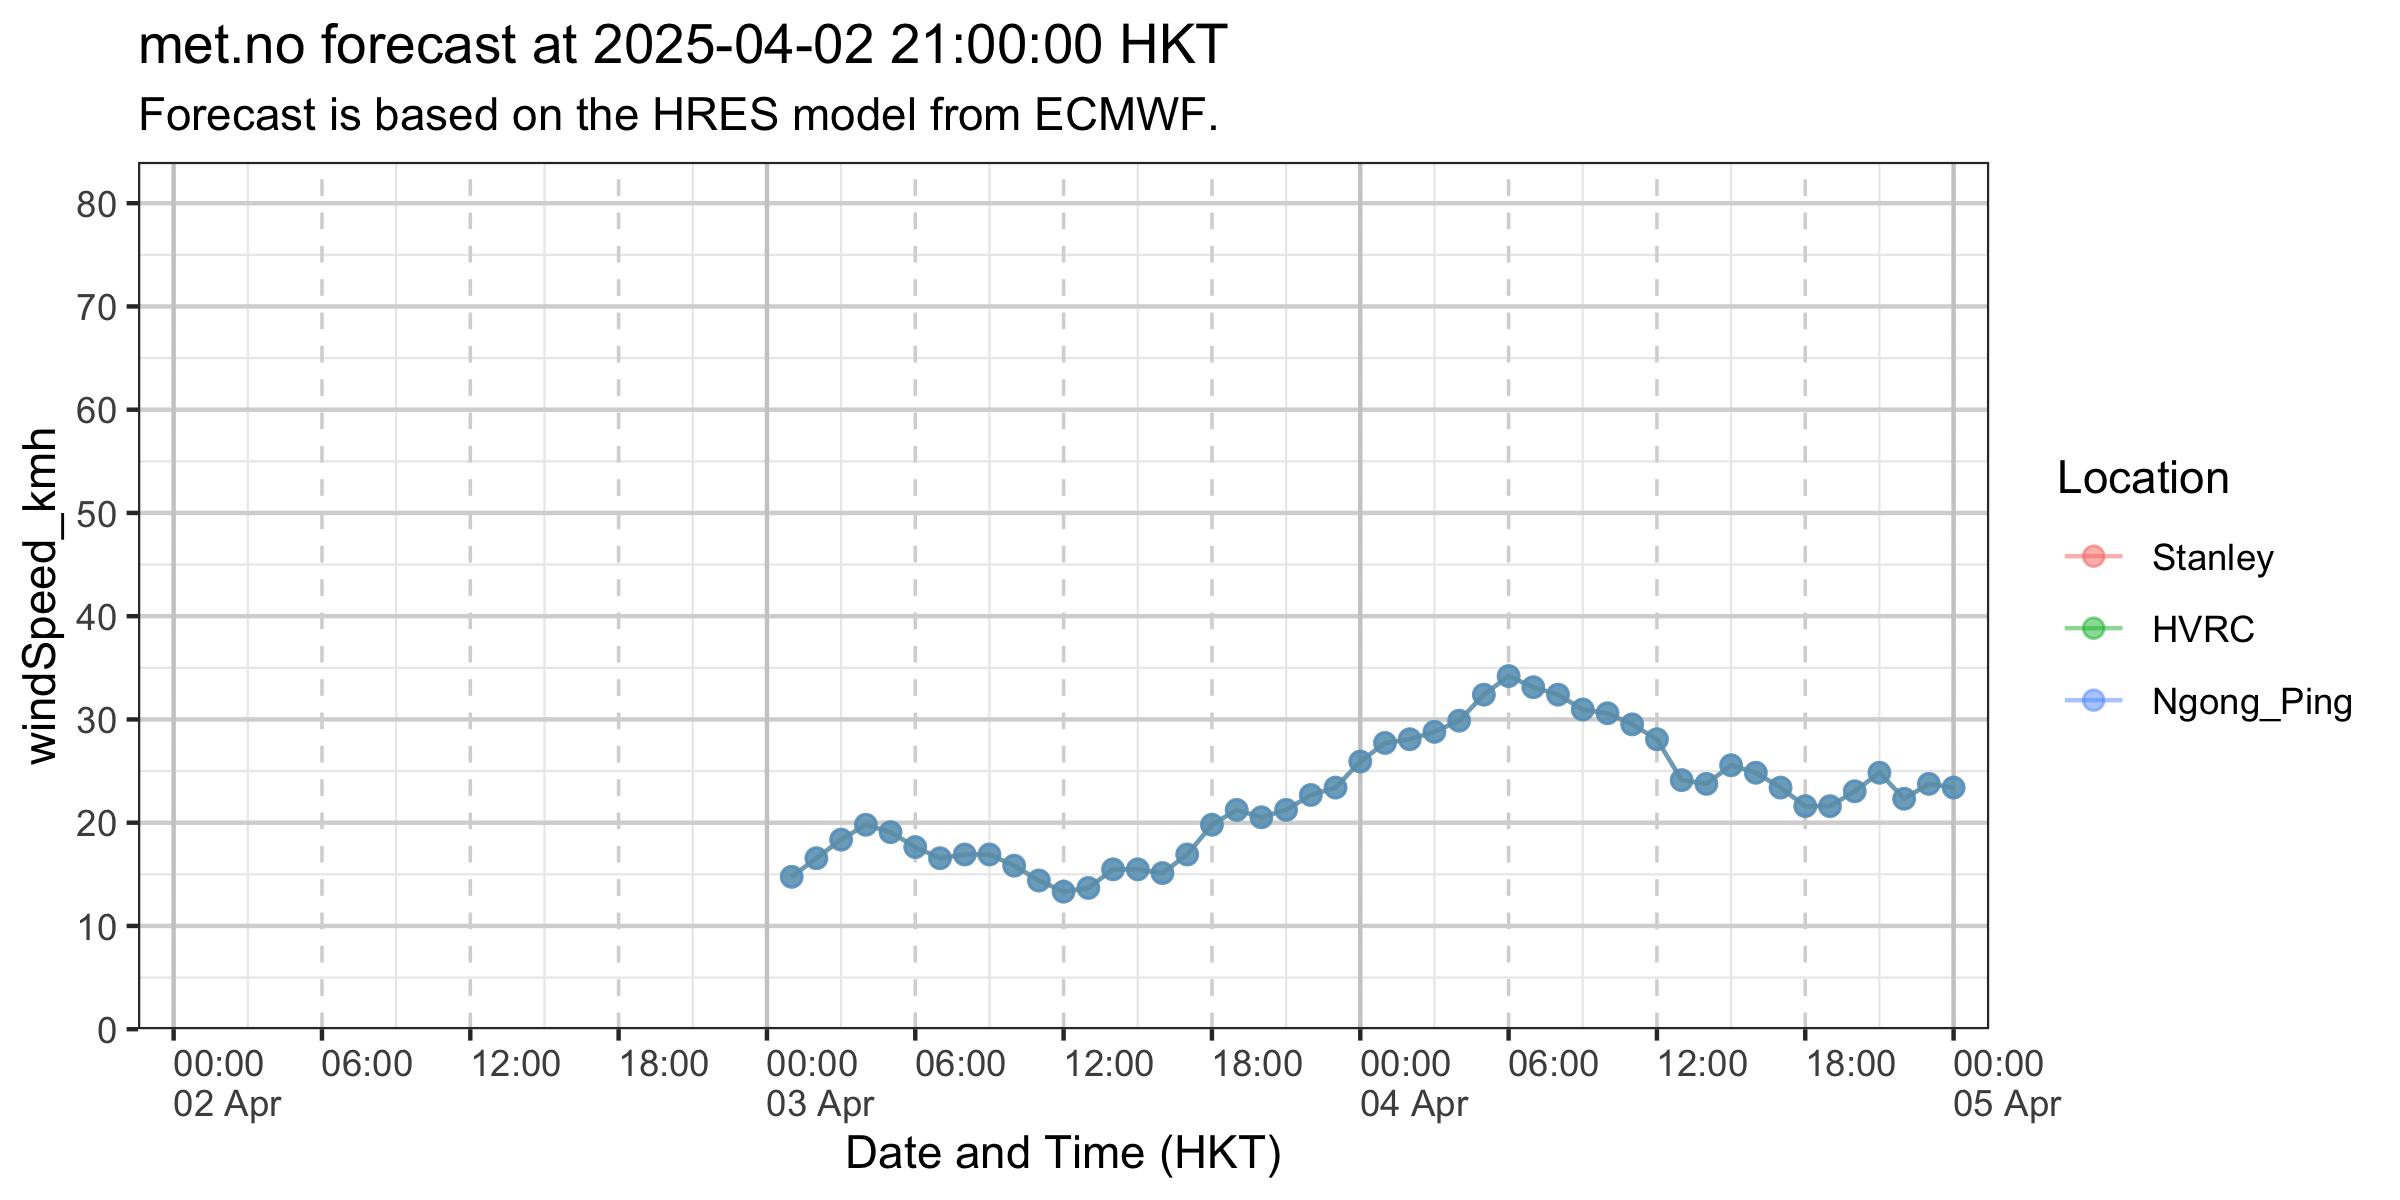 met.no forecast at 2025-04-02 21:00:00 HKT
Forecast is based on the HRES model from ECMWF.
windSpeed_kmh
80
70
60
50
40
30
20
10
0
00:00 06:00 12:00 18:00 00:00 06:00 12:00 18:00 00:00 06:00 12:00 18:00 00:00
02 Apr 03 Apr 04 Apr 05 Apr
Date and Time (HKT)
Location
Stanley
HVRC
Ngong_Ping